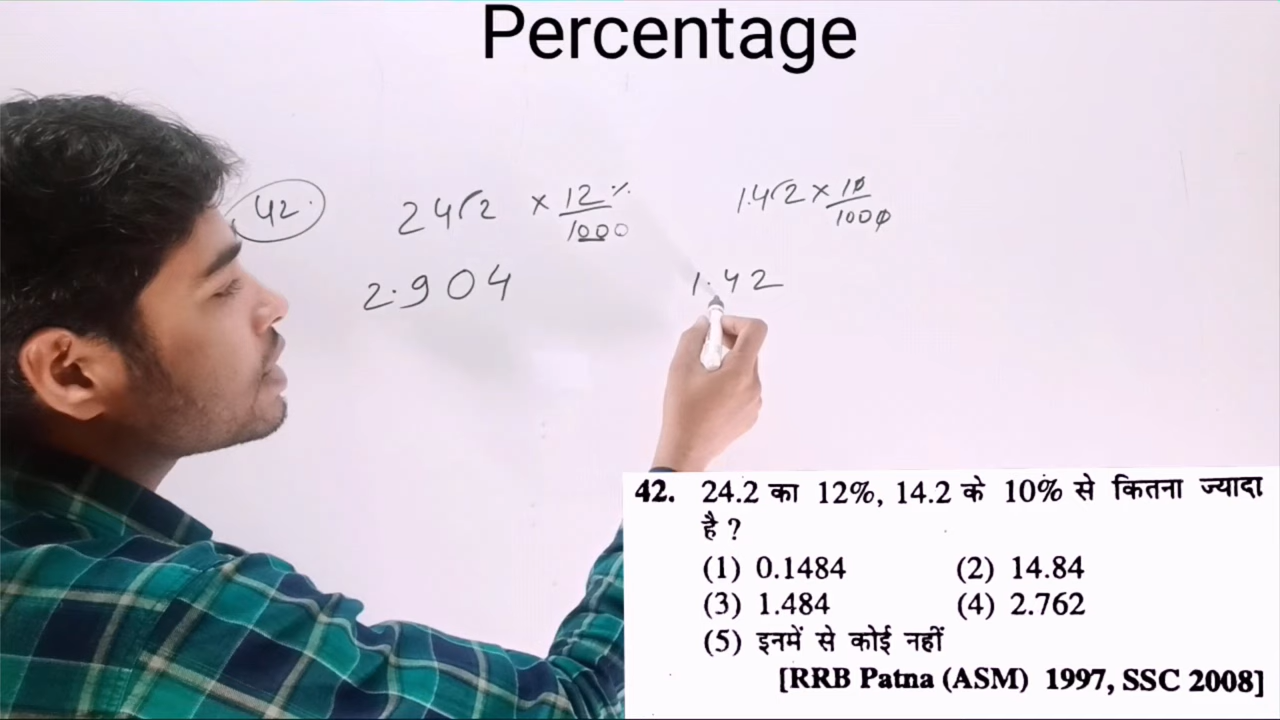 Percentage
42.
24.2 × 12% / 1000
14.2 × 10 / 1000
2.904
1.42
42. 24.2 का 12%, 14.2 के 10% से कितना ज्यादा
है ?
(1) 0.1484 (2) 14.84
(3) 1.484 (4) 2.762
(5) इनमें से कोई नहीं
[RRB Patna (ASM) 1997, SSC 2008]